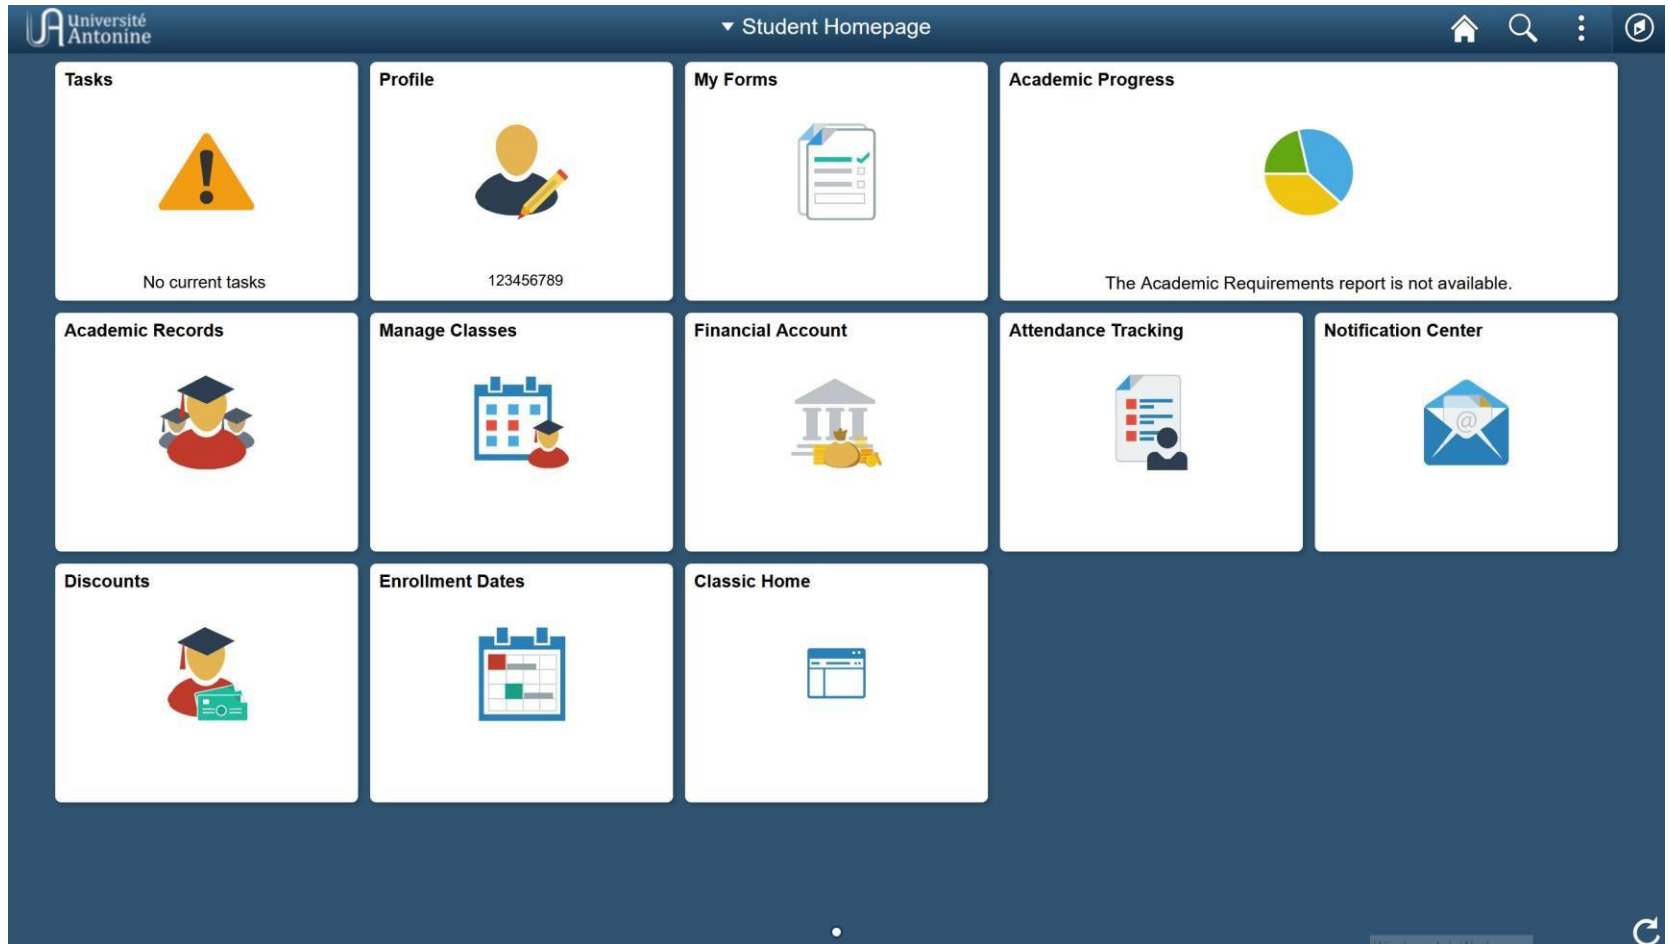 Université
Antonine
Student Homepage
Tasks
Profile
My Forms
Academic Progress
No current tasks
123456789
The Academic Requirements report is not available.
Academic Records
Manage Classes
Financial Account
Attendance Tracking
Notification Center
@
Discounts
Enrollment Dates
Classic Home